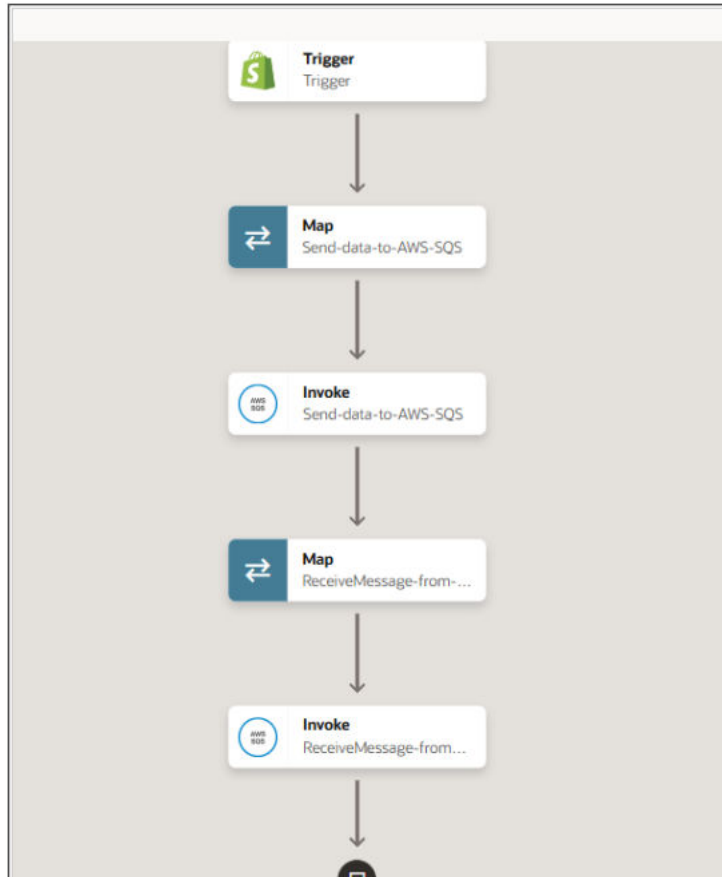 Trigger
Trigger
Map
Send-data-to-AWS-SQS
AWS
SQS
Invoke
Send-data-to-AWS-SQS
Map
ReceiveMessage-from-...
AWS
SQS
Invoke
ReceiveMessage-from...